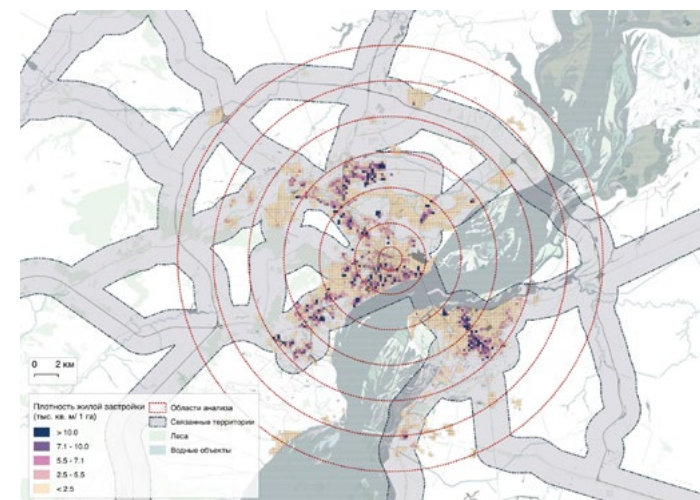 0 2 км
Плотность жилой застройки
(тыс. кв. м/ 1 га)
> 10.0
7.1 - 10.0
5.5 - 7.1
2.5 - 5.5
< 2.5
Области анализа
Связанные территории
Леса
Водные объекты